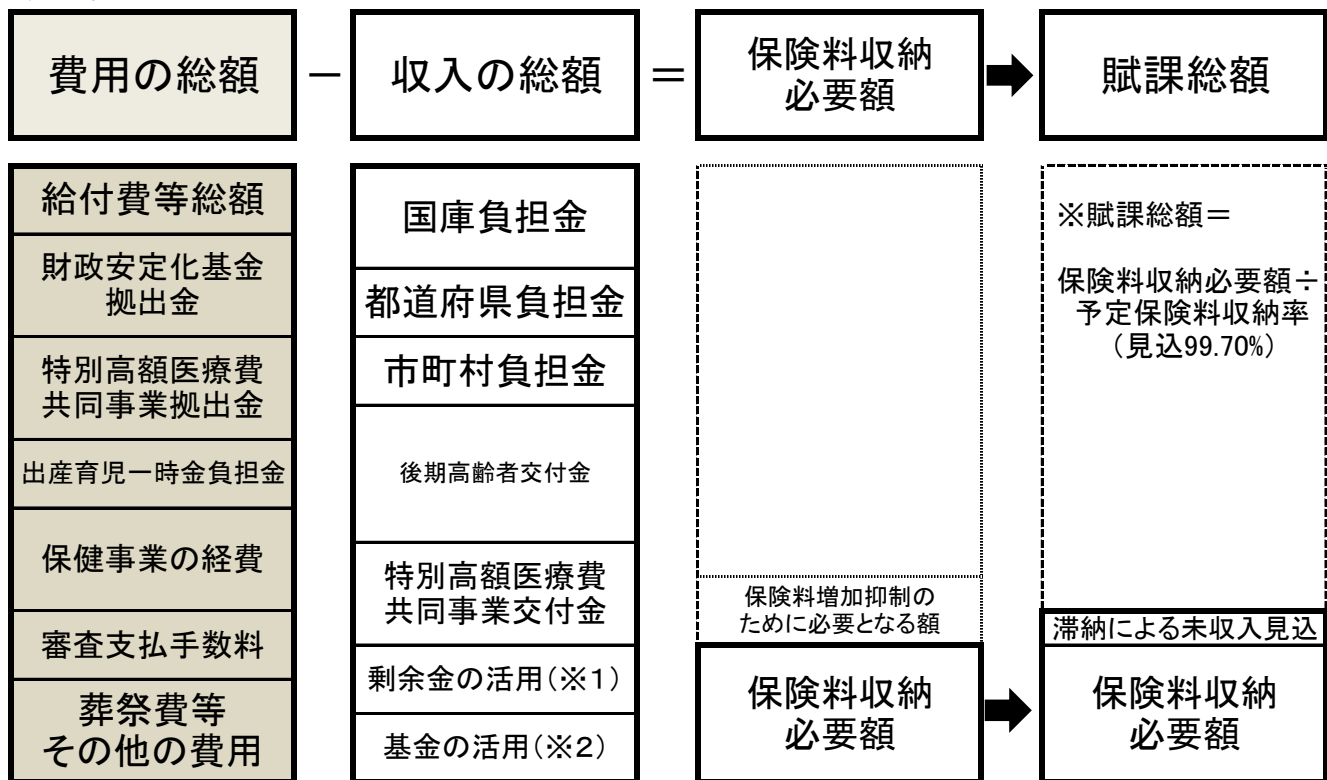 費用の総額
－
収入の総額
＝
保険料収納
必要額
賦課総額
給付費等総額
財政安定化基金
拠出金
特別高額医療費
共同事業拠出金
出産育児一時金負担金
保健事業の経費
審査支払手数料
葬祭費等
その他の費用
国庫負担金
都道府県負担金
市町村負担金
後期高齢者交付金
特別高額医療費
共同事業交付金
剰余金の活用(※1)
基金の活用(※2)
保険料増加抑制の
ために必要となる額
保険料収納
必要額
※賦課総額＝
保険料収納必要額÷
予定保険料収納率
(見込99.70%)
滞納による未収入見込
保険料収納
必要額